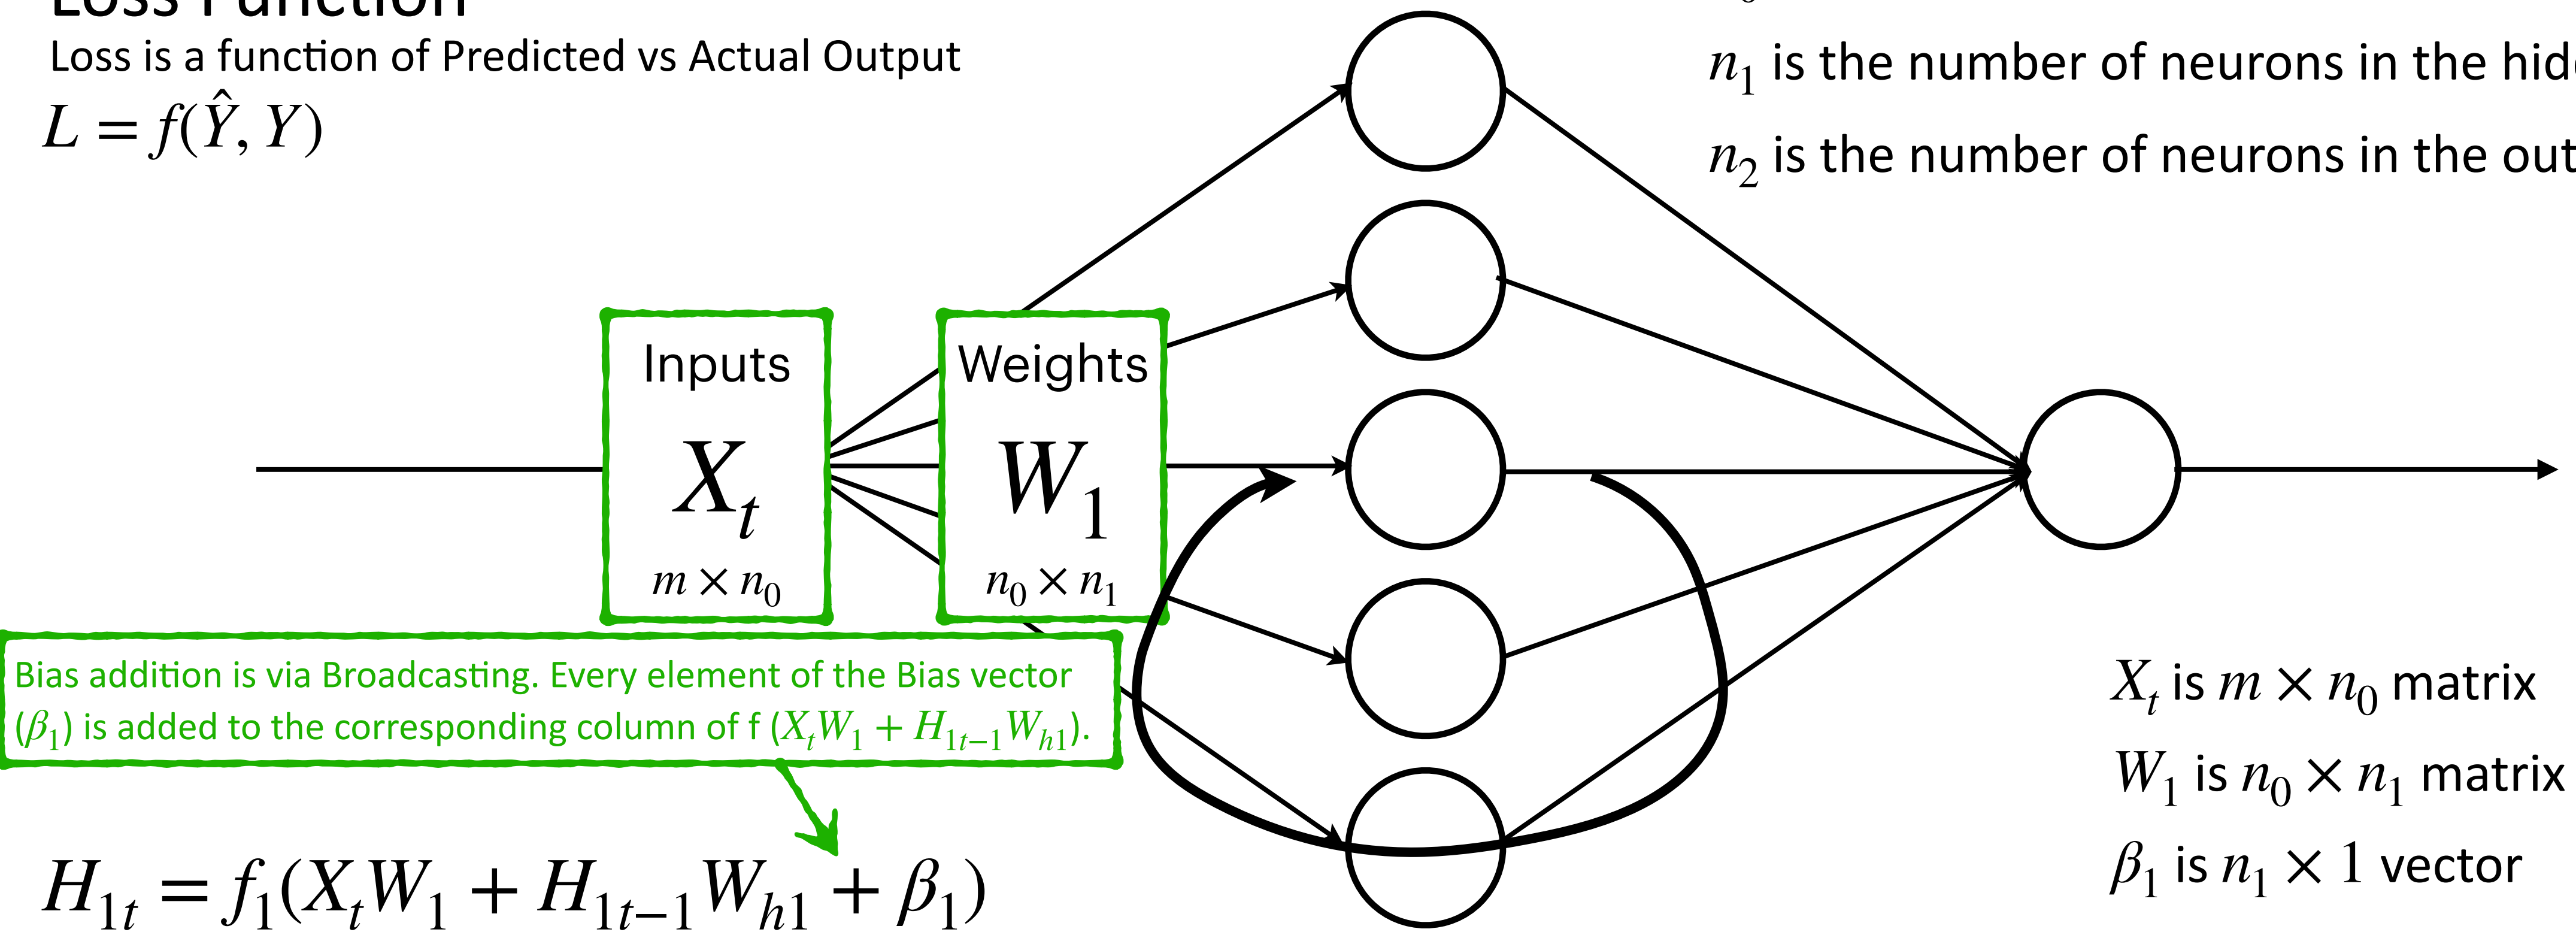 Loss Function
Loss is a function of Predicted vs Actual Output
L = f(Ŷ, Y)
n₁ is the number of neurons in the
n₂ is the number of neurons in the
Inputs
Xₜ
m × n₀
Weights
W₁
n₀ × n₁
Bias addition is via Broadcasting. Every element of the Bias vector
(β₁) is added to the corresponding column of f (XₜW₁ + H₁ₜ₋₁Wₕ₁).
H₁ₜ = f₁(XₜW₁ + H₁ₜ₋₁Wₕ₁ + β₁)
Xₜ is m × n₀ matrix
W₁ is n₀ × n₁ matrix
β₁ is n₁ × 1 vector